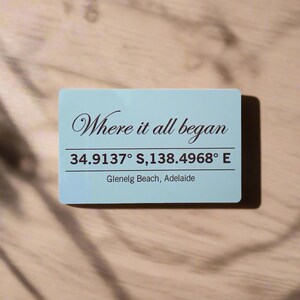 Where it all began
34.9137° S,138.4968° E
Glenelg Beach, Adelaide